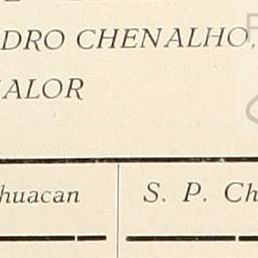 DRO CHENALHO,
ALOR
huacan
S. P. Ch